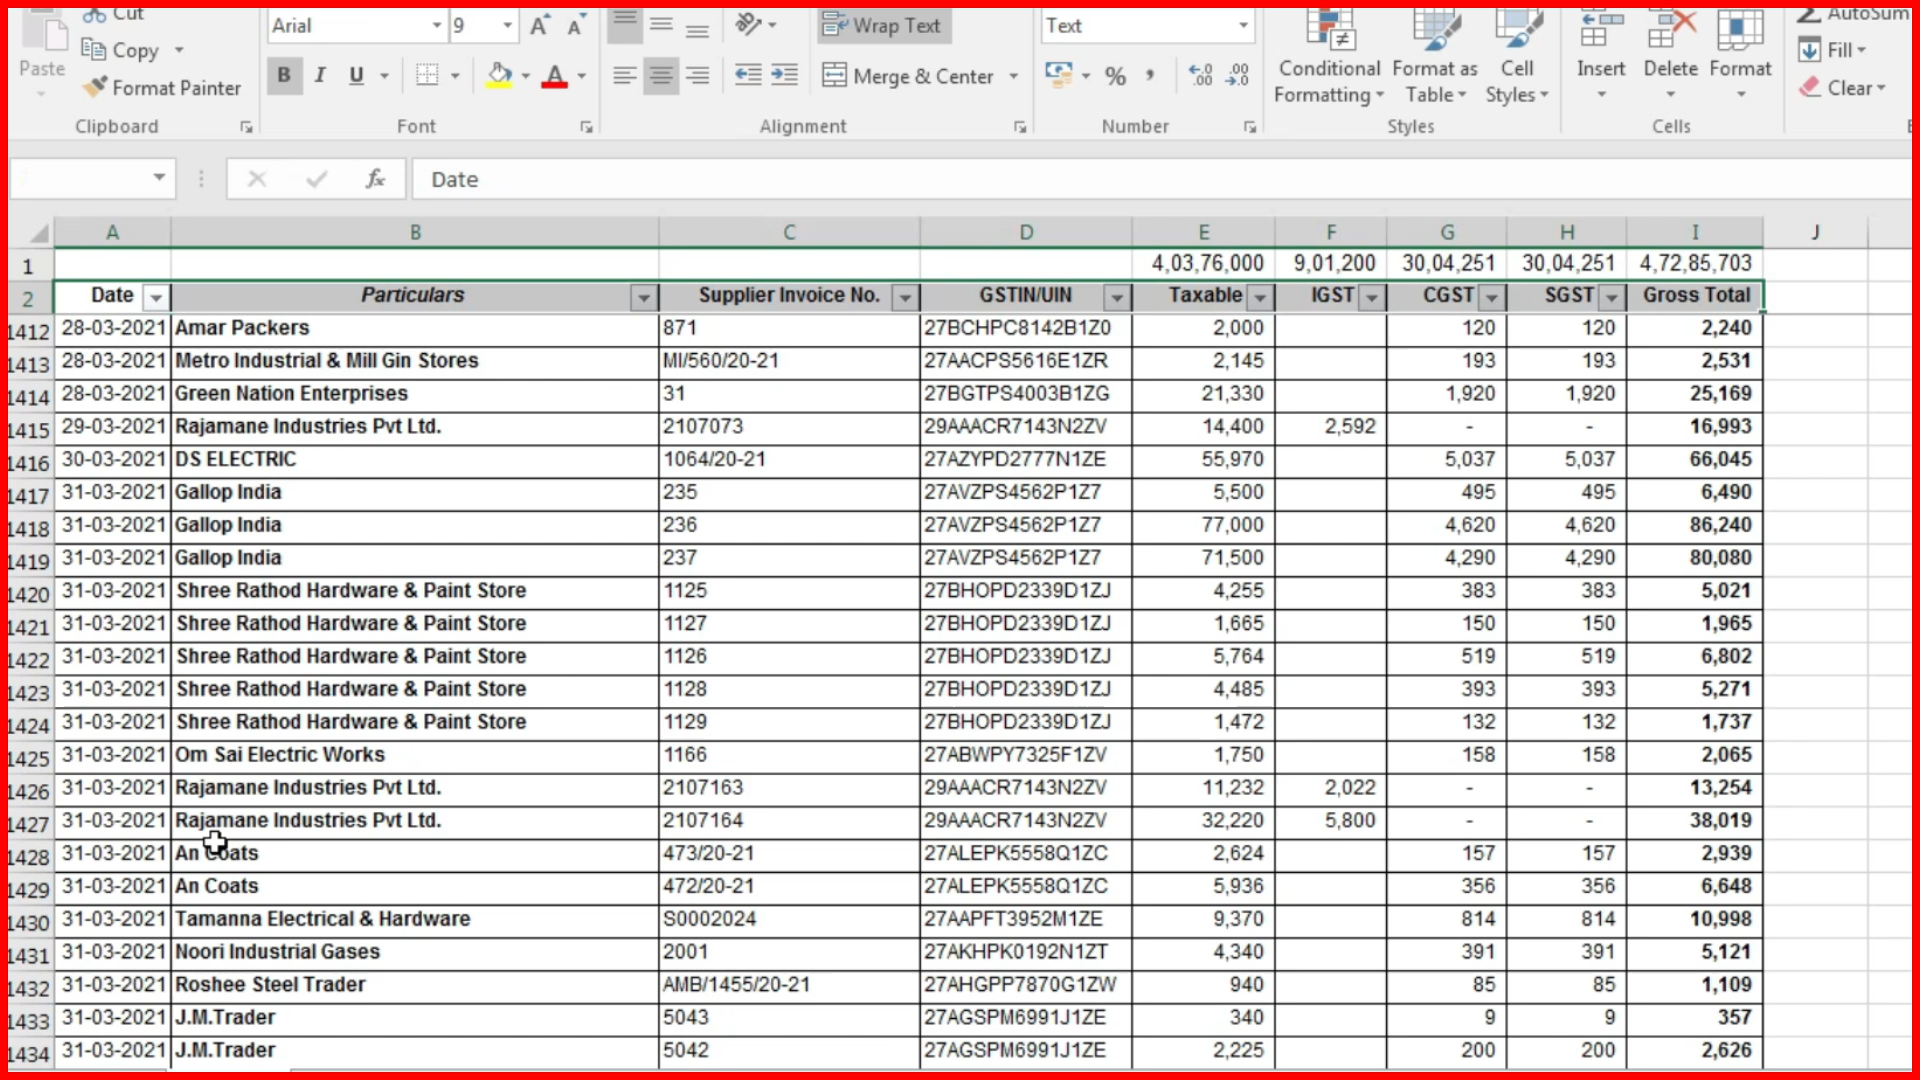 Cut
AutoSum
Arial 9 A A Wrap Text Text
Paste Copy
Fill
B I U A Merge & Center % , .00 .00
Conditional Formatting Format as Table Cell Styles Insert Delete Format
Format Painter
Clear
Clipboard Font Alignment Number Styles Cells
fx Date
A B C D E F G H I J
1 4,03,76,000 9,01,200 30,04,251 30,04,251 4,72,85,703
2 Date Particulars Supplier Invoice No. GSTIN/UIN Taxable IGST CGST SGST Gross Total
1412 28-03-2021 Amar Packers 871 27BCHPC8142B1Z0 2,000 120 120 2,240
1413 28-03-2021 Metro Industrial & Mill Gin Stores MI/560/20-21 27AACPS5616E1ZR 2,145 193 193 2,531
1414 28-03-2021 Green Nation Enterprises 31 27BGTPS4003B1ZG 21,330 1,920 1,920 25,169
1415 29-03-2021 Rajamane Industries Pvt Ltd. 2107073 29AAACR7143N2ZV 14,400 2,592 - - 16,993
1416 30-03-2021 DS ELECTRIC 1064/20-21 27AZYPD2777N1ZE 55,970 5,037 5,037 66,045
1417 31-03-2021 Gallop India 235 27AVZPS4562P1Z7 5,500 495 495 6,490
1418 31-03-2021 Gallop India 236 27AVZPS4562P1Z7 77,000 4,620 4,620 86,240
1419 31-03-2021 Gallop India 237 27AVZPS4562P1Z7 71,500 4,290 4,290 80,080
1420 31-03-2021 Shree Rathod Hardware & Paint Store 1125 27BHOPD2339D1ZJ 4,255 383 383 5,021
1421 31-03-2021 Shree Rathod Hardware & Paint Store 1127 27BHOPD2339D1ZJ 1,665 150 150 1,965
1422 31-03-2021 Shree Rathod Hardware & Paint Store 1126 27BHOPD2339D1ZJ 5,764 519 519 6,802
1423 31-03-2021 Shree Rathod Hardware & Paint Store 1128 27BHOPD2339D1ZJ 4,485 393 393 5,271
1424 31-03-2021 Shree Rathod Hardware & Paint Store 1129 27BHOPD2339D1ZJ 1,472 132 132 1,737
1425 31-03-2021 Om Sai Electric Works 1166 27ABWPY7325F1ZV 1,750 158 158 2,065
1426 31-03-2021 Rajamane Industries Pvt Ltd. 2107163 29AAACR7143N2ZV 11,232 2,022 - - 13,254
1427 31-03-2021 Rajamane Industries Pvt Ltd. 2107164 29AAACR7143N2ZV 32,220 5,800 - - 38,019
1428 31-03-2021 An Coats 473/20-21 27ALEPK5558Q1ZC 2,624 157 157 2,939
1429 31-03-2021 An Coats 472/20-21 27ALEPK5558Q1ZC 5,936 356 356 6,648
1430 31-03-2021 Tamanna Electrical & Hardware S0002024 27AAPFT3952M1ZE 9,370 814 814 10,998
1431 31-03-2021 Noori Industrial Gases 2001 27AKHPK0192N1ZT 4,340 391 391 5,121
1432 31-03-2021 Roshee Steel Trader AMB/1455/20-21 27AHGPP7870G1ZW 940 85 85 1,109
1433 31-03-2021 J.M.Trader 5043 27AGSPM6991J1ZE 340 9 9 357
1434 31-03-2021 J.M.Trader 5042 27AGSPM6991J1ZE 2,225 200 200 2,626